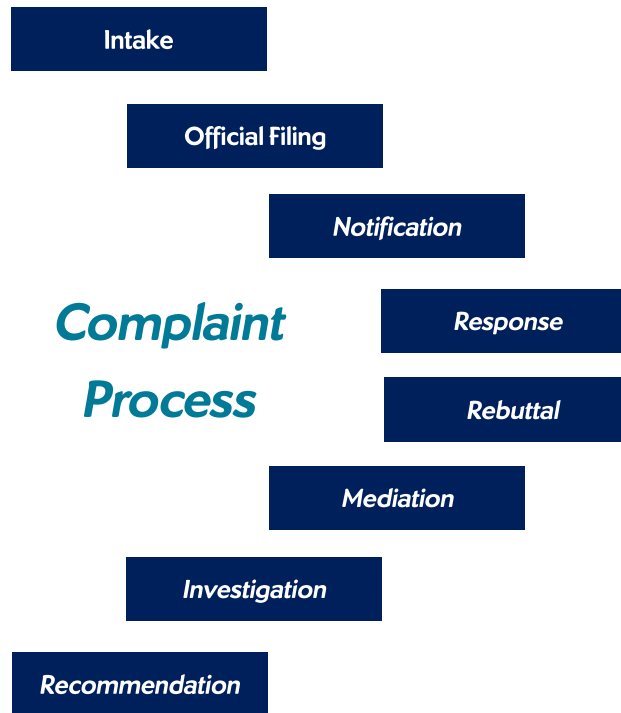 Intake
Official Filing
Notification
Complaint
Process
Response
Rebuttal
Mediation
Investigation
Recommendation